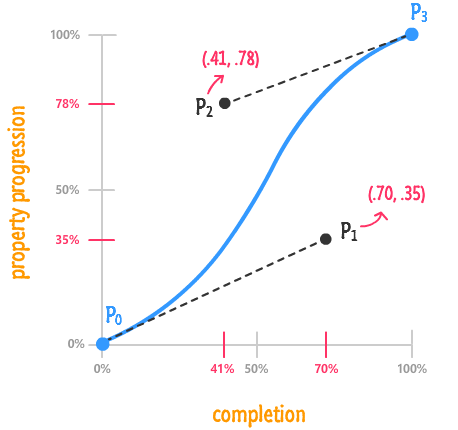 P3
100%
(.41, .78)
78%
P2
property progression
50%
(.70, .35)
35%
P1
P0
0%
0%
41%
50%
70%
100%
completion